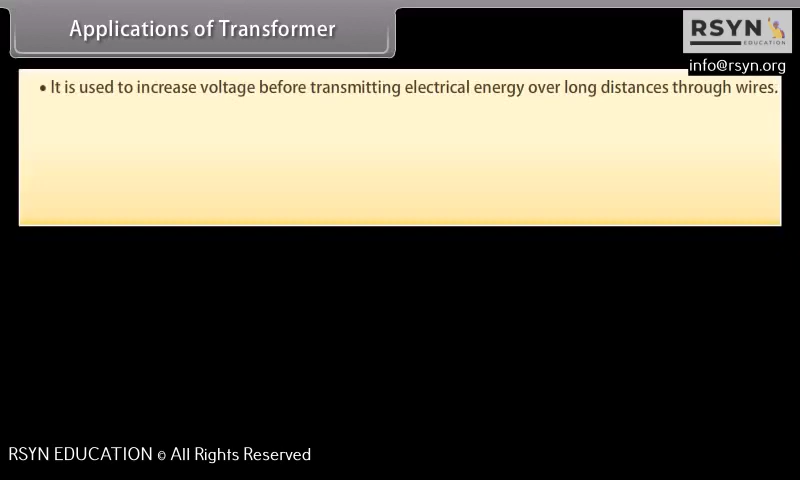 Applications of Transformer
RSYN
EDUCATION
info@rsyn.org
• It is used to increase voltage before transmitting electrical energy over long distances through wires.
RSYN EDUCATION © All Rights Reserved